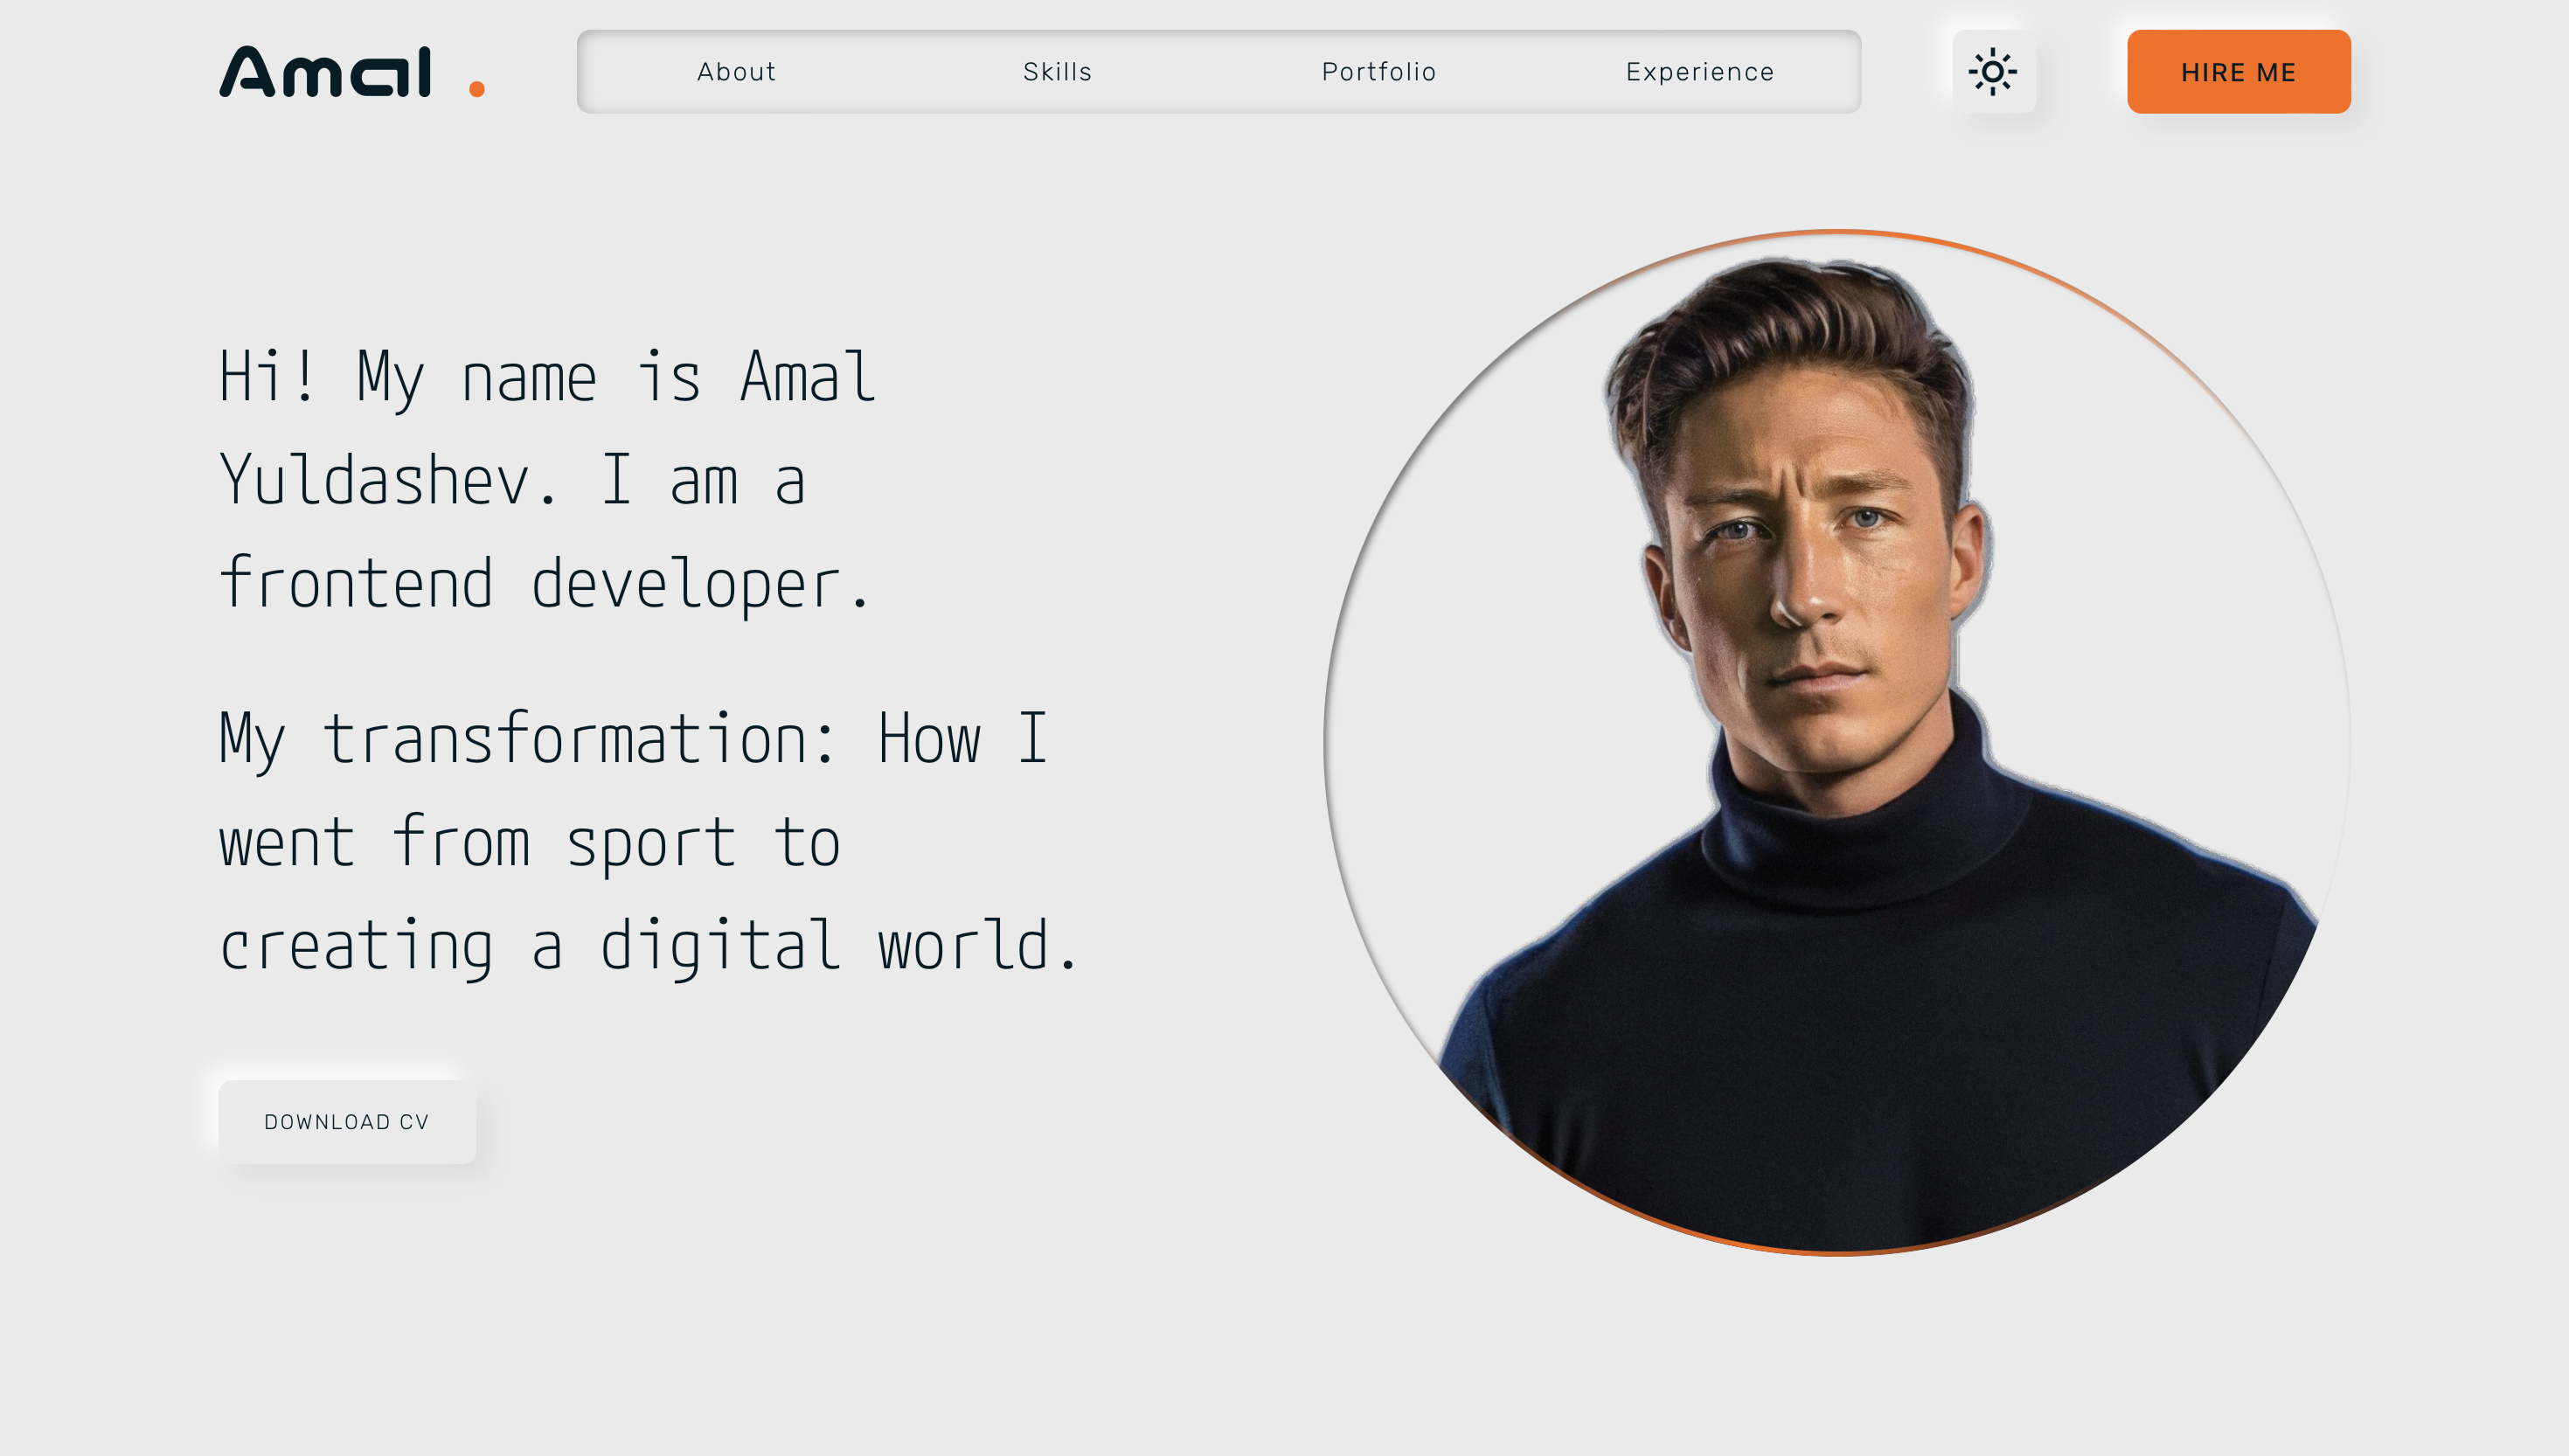 Amal .
About
Skills
Portfolio
Experience
HIRE ME
Hi! My name is Amal
Yuldashev. I am a
frontend developer.
My transformation: How I
went from sport to
creating a digital world.
DOWNLOAD CV